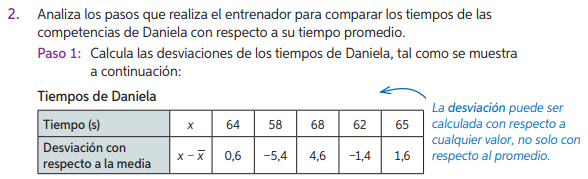 2. Analiza los pasos que realiza el entrenador para comparar los tiempos de las
competencias de Daniela con respecto a su tiempo promedio.
Paso 1: Calcula las desviaciones de los tiempos de Daniela, tal como se muestra
a continuación:
Tiempos de Daniela
Tiempo (s) x 64 58 68 62 65
Desviación con
respecto a la media x − x̄ 0,6 −5,4 4,6 −1,4 1,6
La desviación puede ser
calculada con respecto a
cualquier valor, no solo con
respecto al promedio.